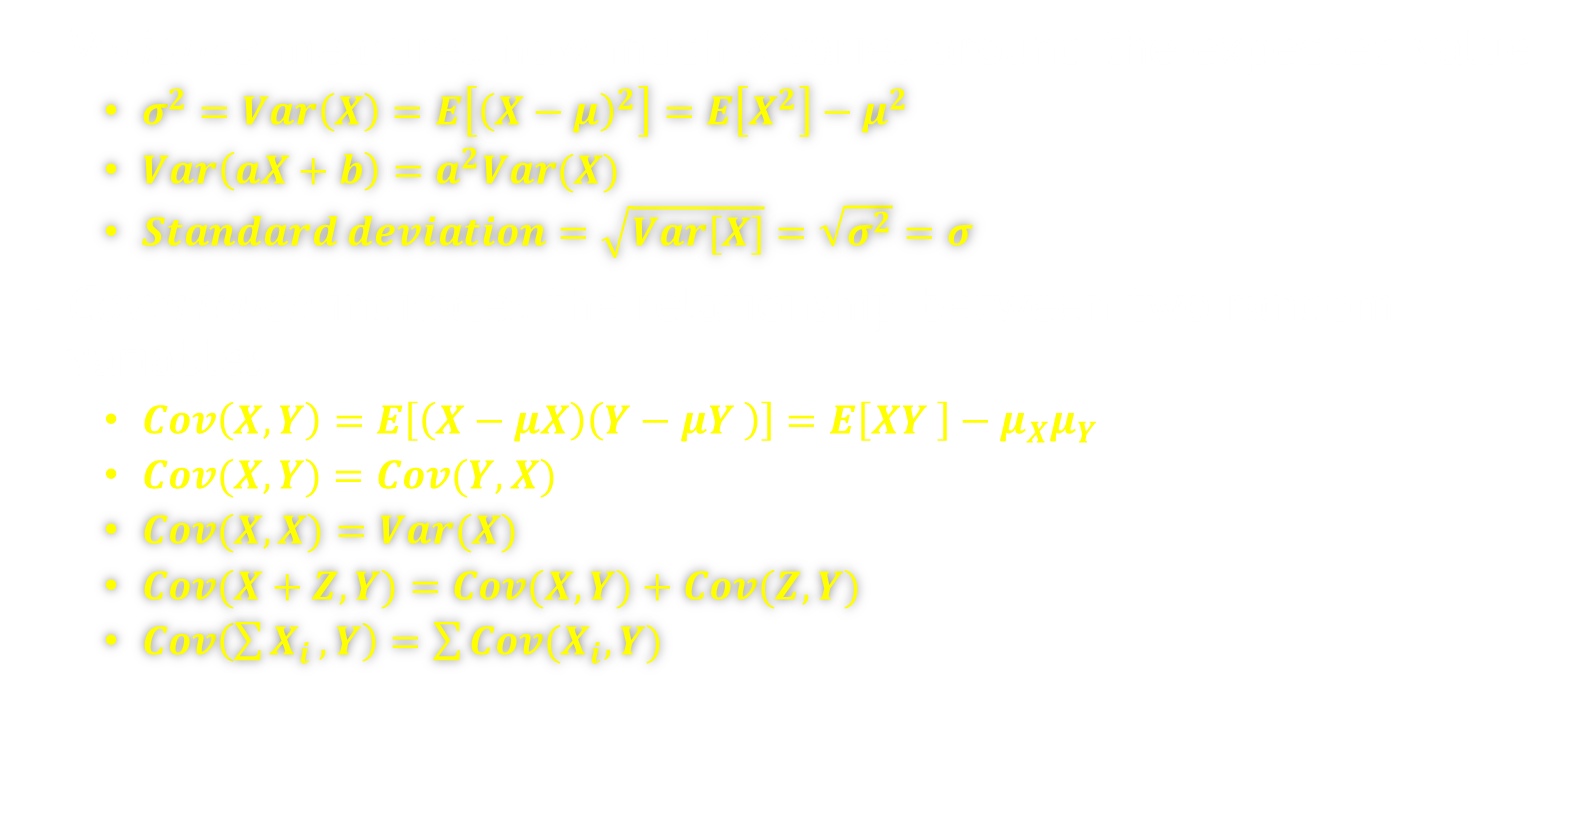 • σ² = Var(X) = E[(X − μ)²] = E[X²] − μ²
• Var(aX + b) = a²Var(X)
• Standard deviation = √Var[X] = √σ² = σ
• Cov(X, Y) = E[(X − μX)(Y − μY )] = E[XY ] − μ_Xμ_Y
• Cov(X, Y) = Cov(Y, X)
• Cov(X, X) = Var(X)
• Cov(X + Z, Y) = Cov(X, Y) + Cov(Z, Y)
• Cov(∑ X_i , Y) = ∑ Cov(X_i, Y)